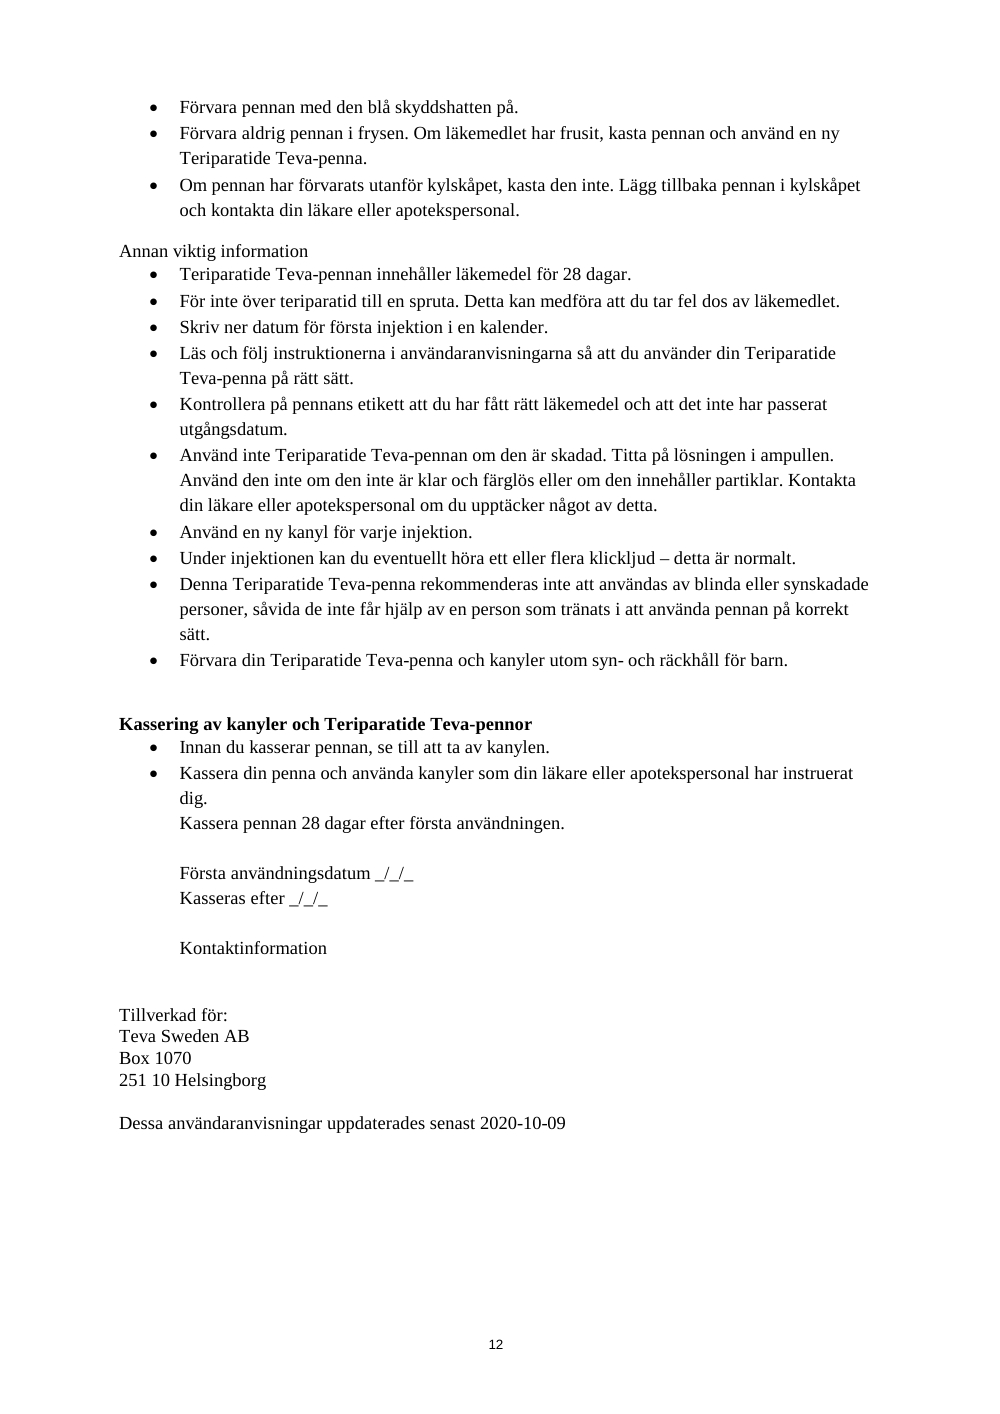 • Förvara pennan med den blå skyddshatten på.
• Förvara aldrig pennan i frysen. Om läkemedlet har frusit, kasta pennan och använd en ny
Teriparatide Teva-penna.
• Om pennan har förvarats utanför kylskåpet, kasta den inte. Lägg tillbaka pennan i kylskåpet
och kontakta din läkare eller apotekspersonal.
Annan viktig information
• Teriparatide Teva-pennan innehåller läkemedel för 28 dagar.
• För inte över teriparatid till en spruta. Detta kan medföra att du tar fel dos av läkemedlet.
• Skriv ner datum för första injektion i en kalender.
• Läs och följ instruktionerna i användaranvisningarna så att du använder din Teriparatide
Teva-penna på rätt sätt.
• Kontrollera på pennans etikett att du har fått rätt läkemedel och att det inte har passerat
utgångsdatum.
• Använd inte Teriparatide Teva-pennan om den är skadad. Titta på lösningen i ampullen.
Använd den inte om den inte är klar och färglös eller om den innehåller partiklar. Kontakta
din läkare eller apotekspersonal om du upptäcker något av detta.
• Använd en ny kanyl för varje injektion.
• Under injektionen kan du eventuellt höra ett eller flera klickljud – detta är normalt.
• Denna Teriparatide Teva-penna rekommenderas inte att användas av blinda eller synskadade
personer, såvida de inte får hjälp av en person som tränats i att använda pennan på korrekt
sätt.
• Förvara din Teriparatide Teva-penna och kanyler utom syn- och räckhåll för barn.
Kassering av kanyler och Teriparatide Teva-pennor
• Innan du kasserar pennan, se till att ta av kanylen.
• Kassera din penna och använda kanyler som din läkare eller apotekspersonal har instruerat
dig.
Kassera pennan 28 dagar efter första användningen.
Första användningsdatum _/_/_
Kasseras efter _/_/_
Kontaktinformation
Tillverkad för:
Teva Sweden AB
Box 1070
251 10 Helsingborg
Dessa användaranvisningar uppdaterades senast 2020-10-09
12